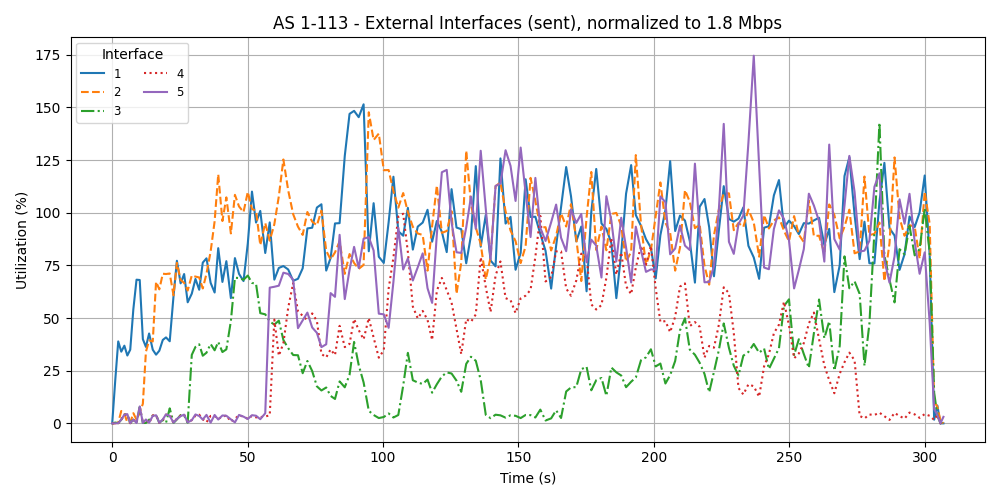 AS 1-113 - External Interfaces (sent), normalized to 1.8 Mbps
Interface
1 4
2 5
3
175
150
125
100
75
50
25
0
Utilization (%)
0 50 100 150 200 250 300
Time (s)